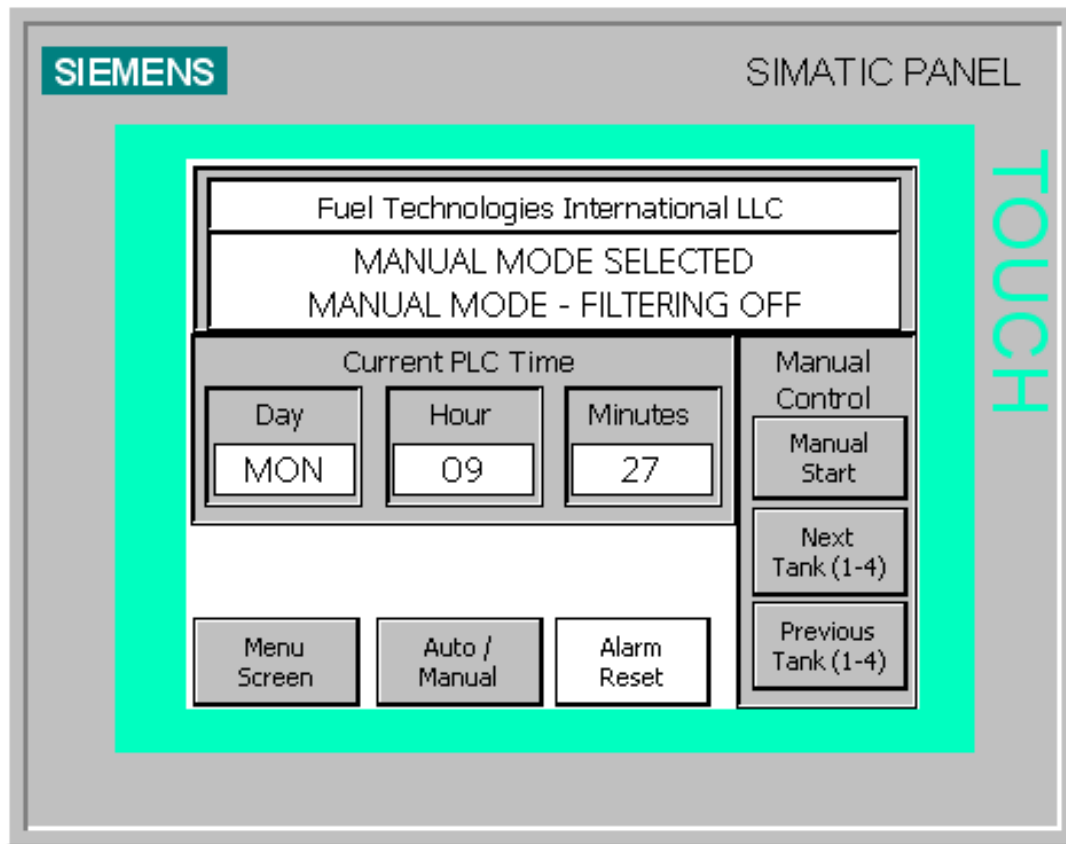 SIEMENS
SIMATIC PANEL
TOUCH
Fuel Technologies International LLC
MANUAL MODE SELECTED
MANUAL MODE - FILTERING OFF
Current PLC Time
Day
Hour
Minutes
MON
09
27
Manual
Control
Manual
Start
Next
Tank (1-4)
Previous
Tank (1-4)
Menu
Screen
Auto /
Manual
Alarm
Reset